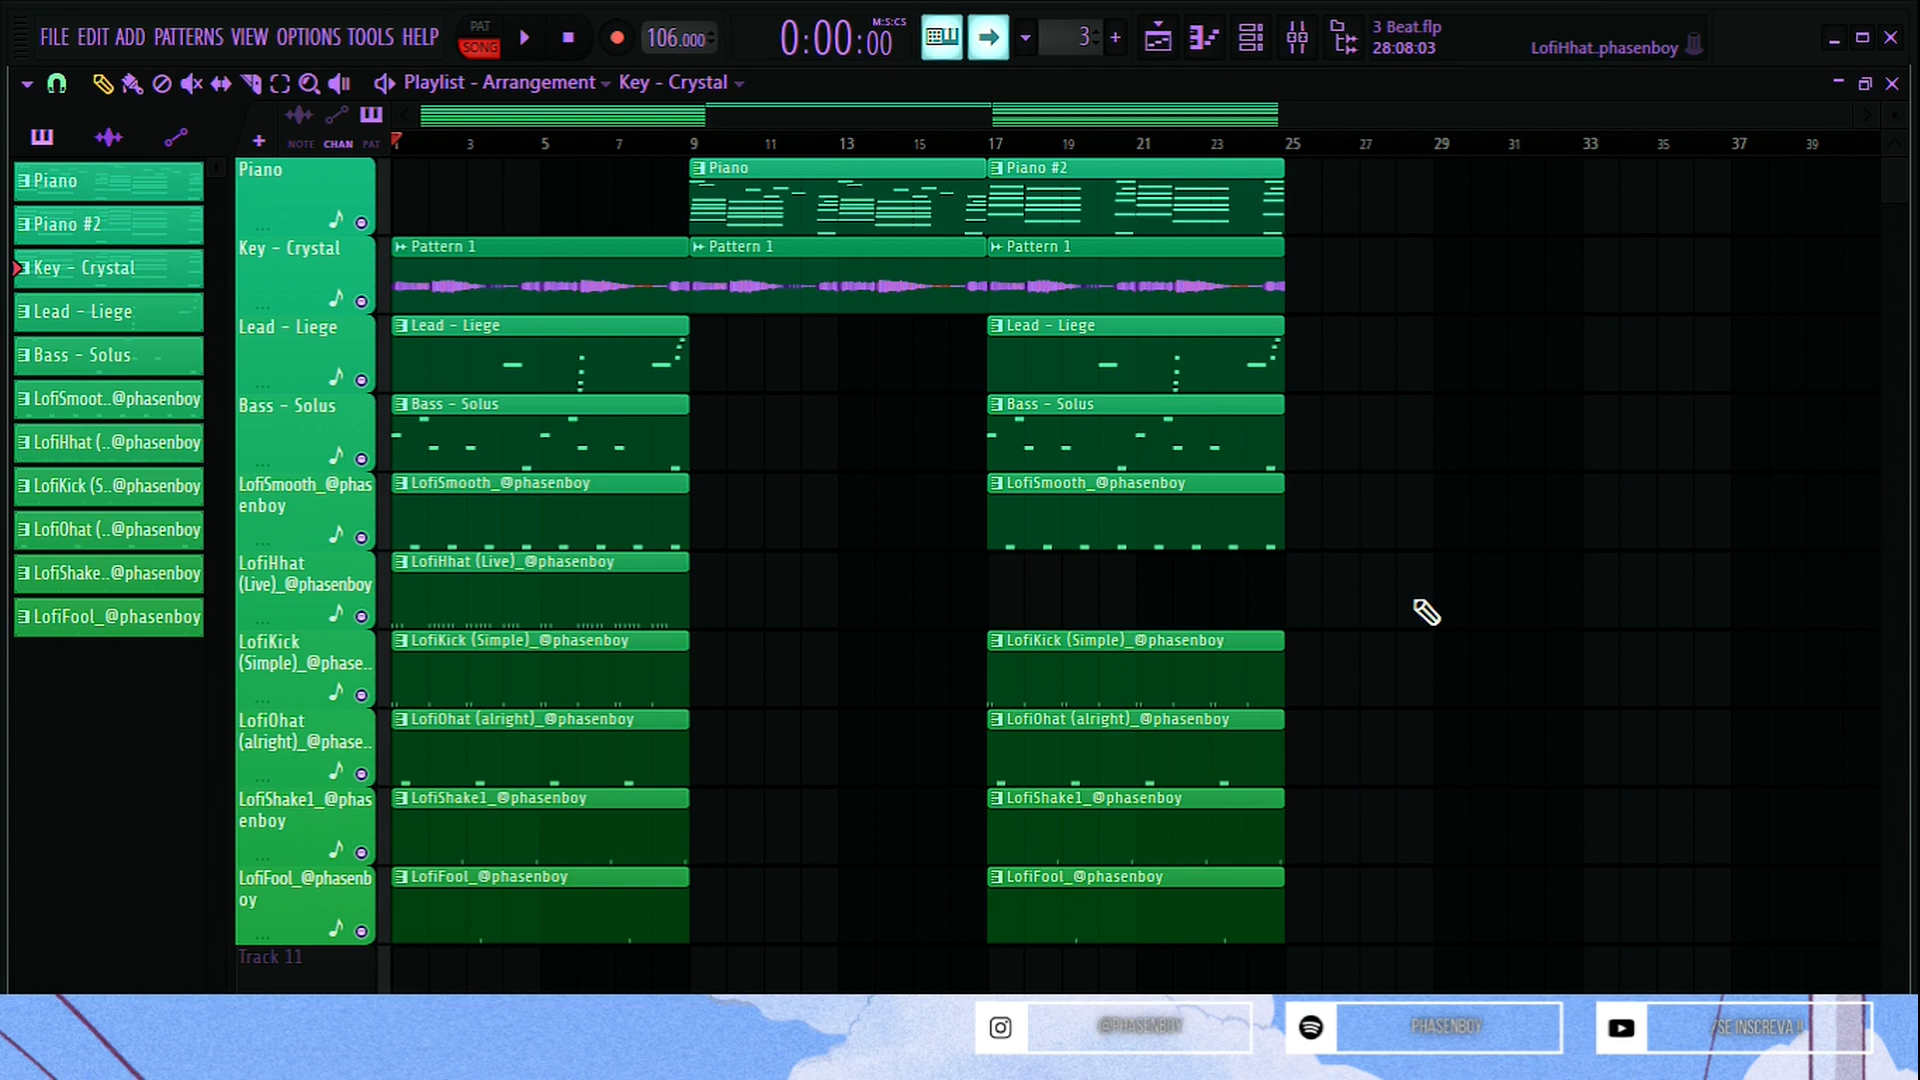 FILE EDIT ADD PATTERNS VIEW OPTIONS TOOLS HELP
PAT
SONG
106.000
0:00:00
M:S:CS
3
3 Beat.flp
28:08:03
LofiHhat_phasenboy
Playlist - Arrangement
Key - Crystal
NOTE CHAN PAT
1 3 5 7 9 11 13 15 17 19 21 23 25 27 29 31 33 35 37 39
Piano
Piano #2
Key - Crystal
Lead - Liege
Bass - Solus
LofiSmoot..@phasenboy
LofiHhat (..@phasenboy
LofiKick (S..@phasenboy
LofiOhat (..@phasenboy
LofiShake..@phasenboy
LofiFool_@phasenboy
Piano
Piano
Piano #2
Key - Crystal
Pattern 1
Pattern 1
Pattern 1
Lead - Liege
Lead - Liege
Lead - Liege
Bass - Solus
Bass - Solus
Bass - Solus
LofiSmooth_@phas
enboy
LofiSmooth_@phasenboy
LofiSmooth_@phasenboy
LofiHhat
(Live)_@phasenboy
LofiHhat (Live)_@phasenboy
LofiKick
(Simple)_@phase..
LofiKick (Simple)_@phasenboy
LofiKick (Simple)_@phasenboy
LofiOhat
(alright)_@phase..
LofiOhat (alright)_@phasenboy
LofiOhat (alright)_@phasenboy
LofiShake1_@phas
enboy
LofiShake1_@phasenboy
LofiShake1_@phasenboy
LofiFool_@phasenb
oy
LofiFool_@phasenboy
LofiFool_@phasenboy
Track 11
@PHASENBOY
PHASENBOY
/SE INSCREVA !!